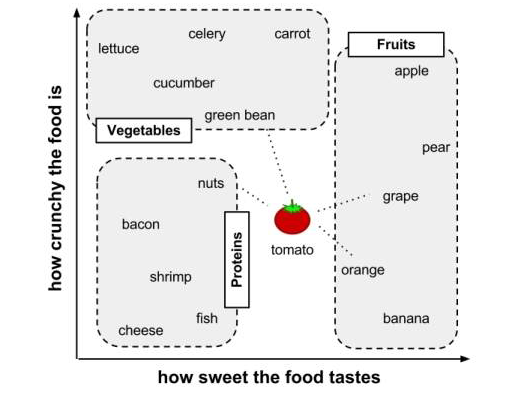 celery
carrot
Fruits
lettuce
apple
cucumber
green bean
Vegetables
pear
nuts
grape
bacon
tomato
Proteins
shrimp
orange
fish
banana
cheese
how crunchy the food is
how sweet the food tastes